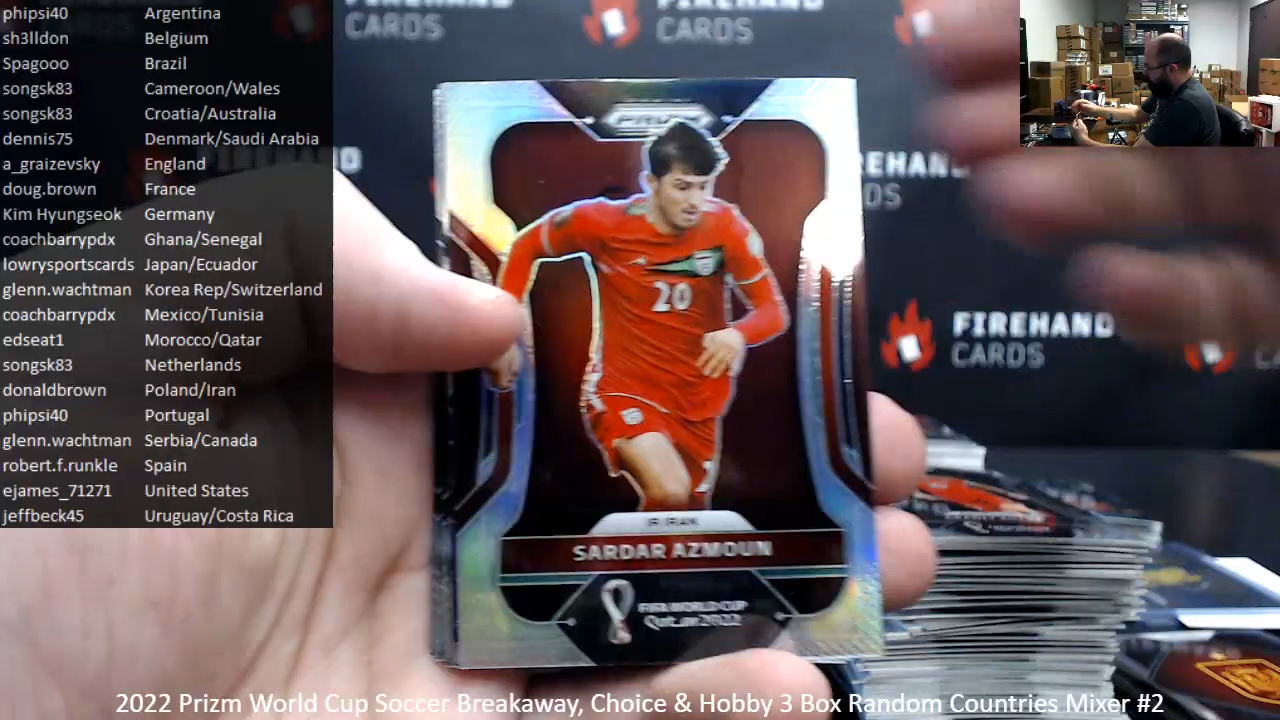 phipsi40 Argentina
sh3lldon Belgium
Spagooo Brazil
songsk83 Cameroon/Wales
songsk83 Croatia/Australia
dennis75 Denmark/Saudi Arabia
a_graizevsky England
doug.brown France
Kim Hyungseok Germany
coachbarrypdx Ghana/Senegal
lowrysportscards Japan/Ecuador
glenn.wachtman Korea Rep/Switzerland
coachbarrypdx Mexico/Tunisia
edseat1 Morocco/Qatar
songsk83 Netherlands
donaldbrown Poland/Iran
phipsi40 Portugal
glenn.wachtman Serbia/Canada
robert.f.runkle Spain
ejames_71271 United States
jeffbeck45 Uruguay/Costa Rica
CARDS
CARDS
FIREHAND
CARDS
20
IR IRAN
SARDAR AZMOUN
FIFA WORLD CUP
Qatar2022
2022 Prizm World Cup Soccer Breakaway, Choice & Hobby 3 Box Random Countries Mixer #2